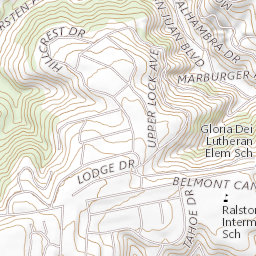 HILLCREST DR
SAN JUAN BLVD
ALHAMBRA DR
MARBURGER A
UPPER LOCK AVE
Gloria Dei
Lutheran
Elem Sch
LODGE DR
BELMONT CAN
TAHOE DR
Ralston
Interm
Sch